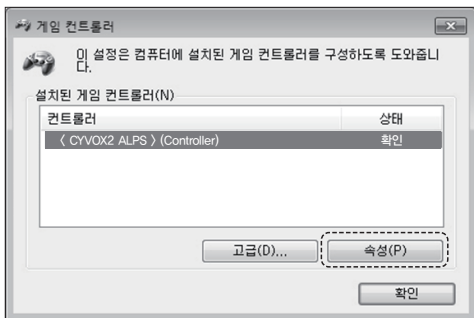 게임 컨트롤러
이 설정은 컴퓨터에 설치된 게임 컨트롤러를 구성하도록 도와줍니
다.
설치된 게임 컨트롤러(N)
컨트롤러 상태
〈 CYVOX2 ALPS 〉(Controller) 확인
고급(D)... 속성(P)
확인